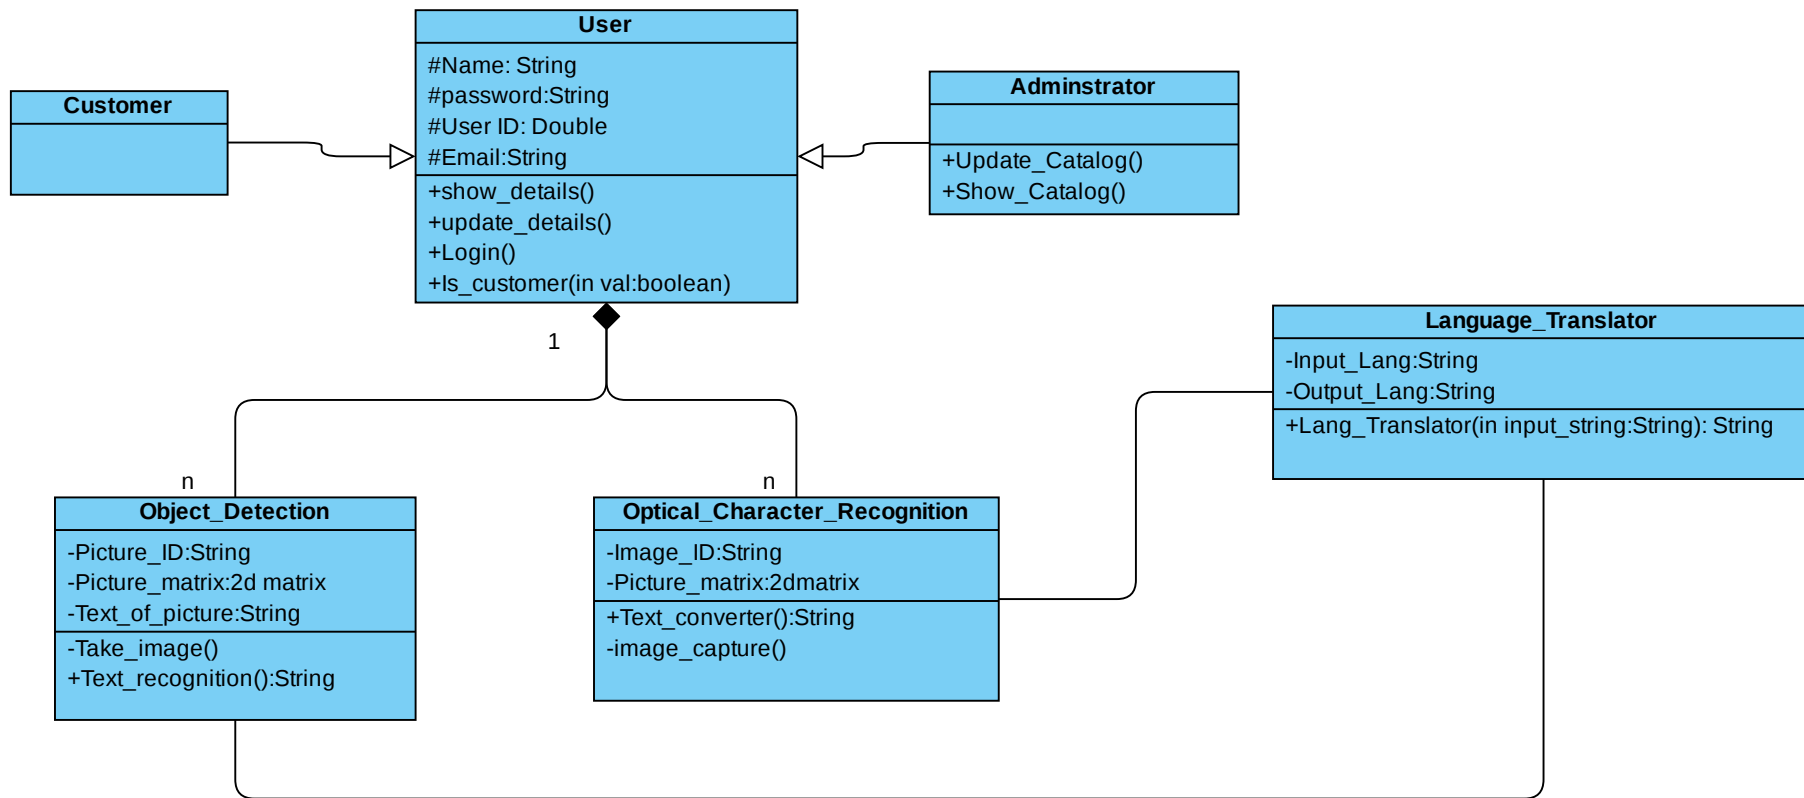 User
#Name: String
#password:String
#User ID: Double
#Email:String
+show_details()
+update_details()
+Login()
+Is_customer(in val:boolean)
Customer
Adminstrator
+Update_Catalog()
+Show_Catalog()
1
n
n
Language_Translator
-Input_Lang:String
-Output_Lang:String
+Lang_Translator(in input_string:String): String
Object_Detection
-Picture_ID:String
-Picture_matrix:2d matrix
-Text_of_picture:String
-Take_image()
+Text_recognition():String
Optical_Character_Recognition
-Image_ID:String
-Picture_matrix:2dmatrix
+Text_converter():String
-image_capture()